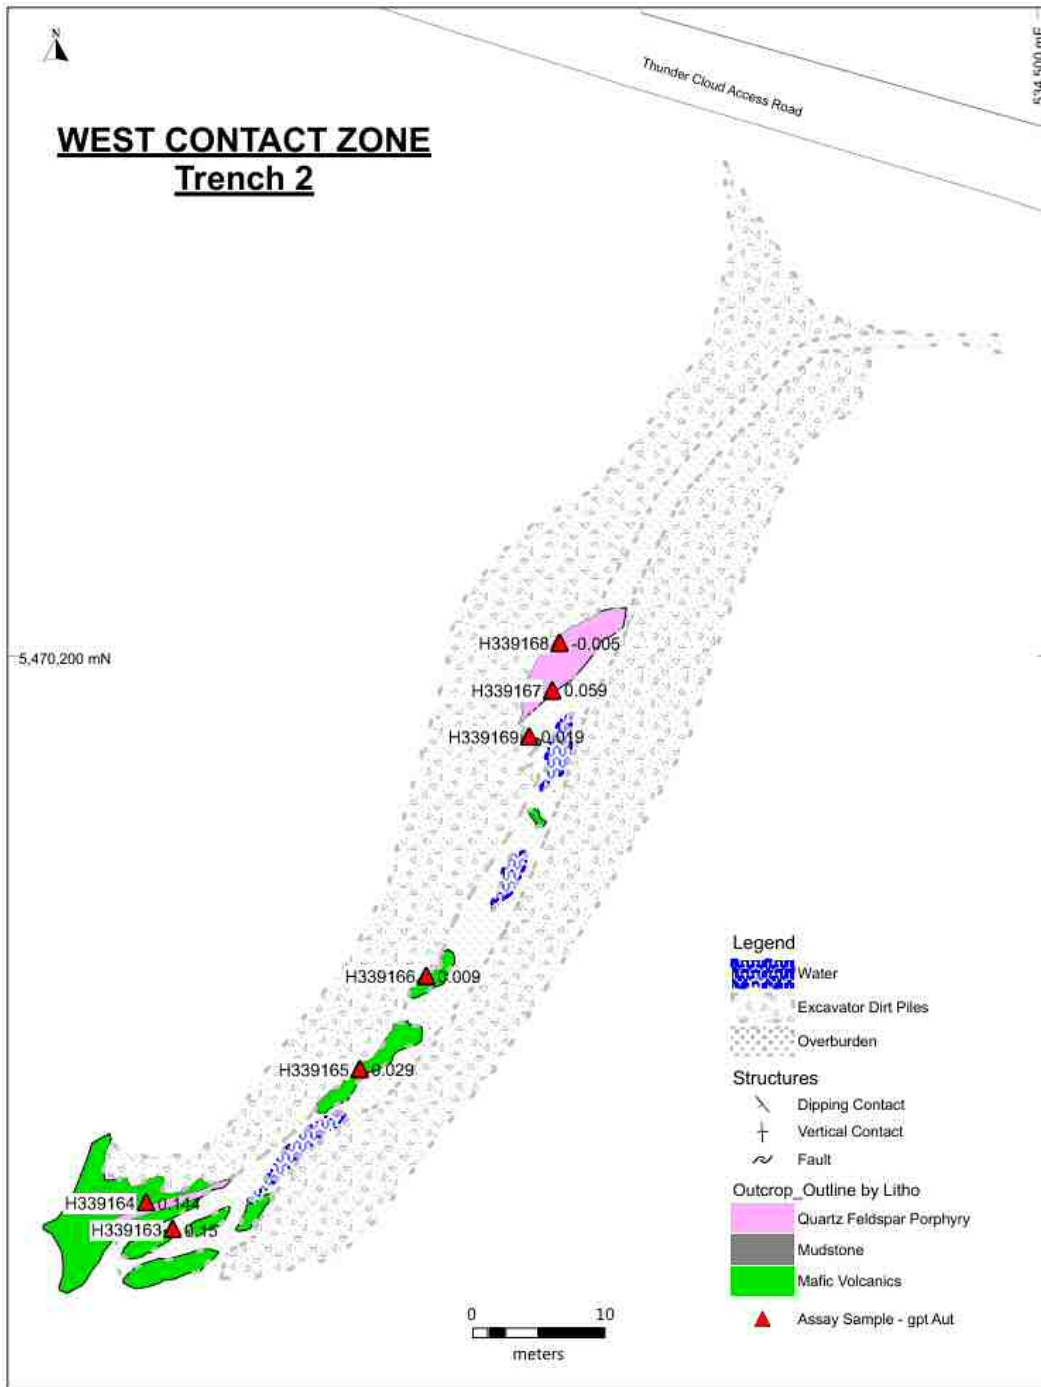 N
534,500 mE
Thunder Cloud Access Road
WEST CONTACT ZONE
Trench 2
H339168 -0.005
5,470,200 mN
H339167 0.059
H339169 0.019
H339166 0.009
H339165 0.029
H339164 0.144
H339163 0.15
Legend
Water
Excavator Dirt Piles
Overburden
Structures
Dipping Contact
Vertical Contact
Fault
Outcrop_Outline by Litho
Quartz Feldspar Porphyry
Mudstone
Mafic Volcanics
Assay Sample - gpt Aut
0 10
meters